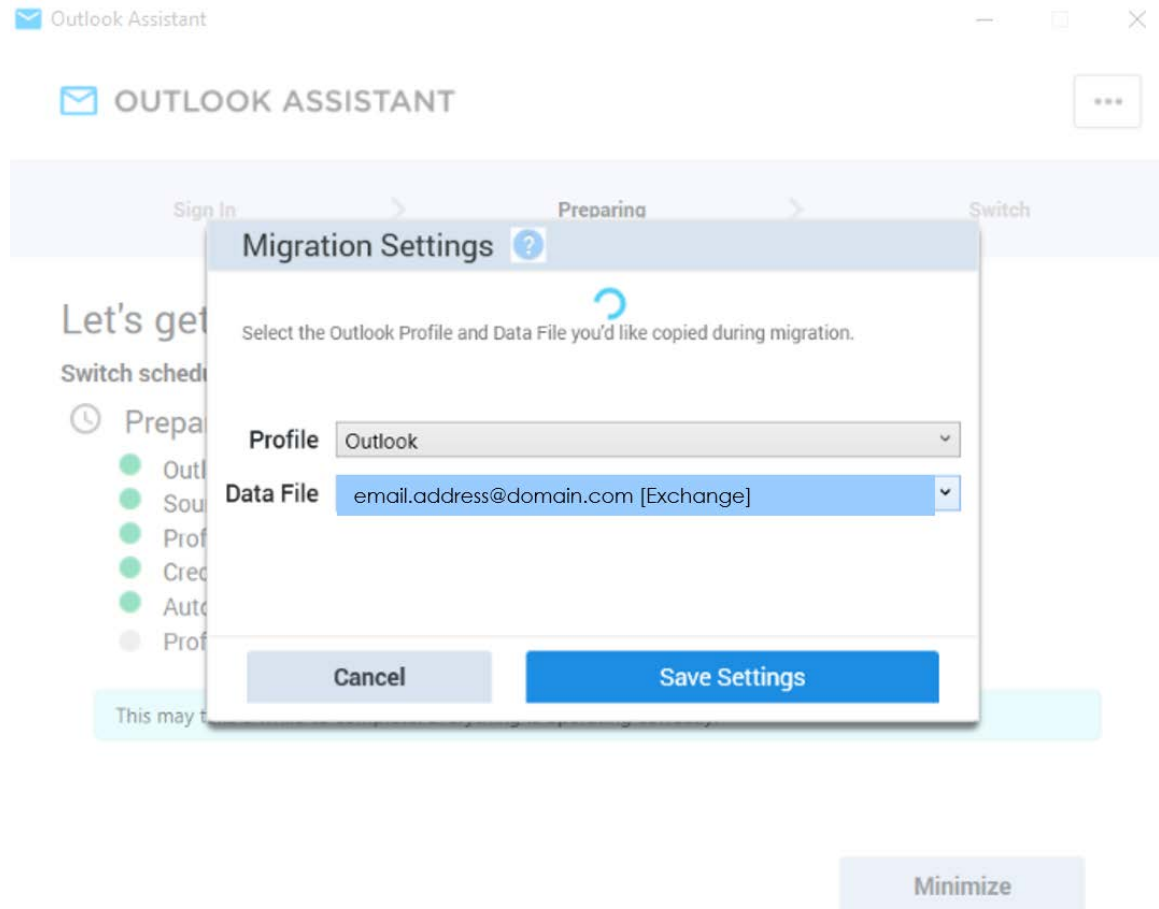 Outlook Assistant
OUTLOOK ASSISTANT
Sign In
Preparing
Switch
Migration Settings ?
Let's get
Select the Outlook Profile and Data File you'd like copied during migration.
Switch schedu
Prepar
Profile Outlook
Outl
Data File email.address@domain.com [Exchange]
Sou
Prof
Cred
Auto
Prof
Cancel Save Settings
This may
Minimize